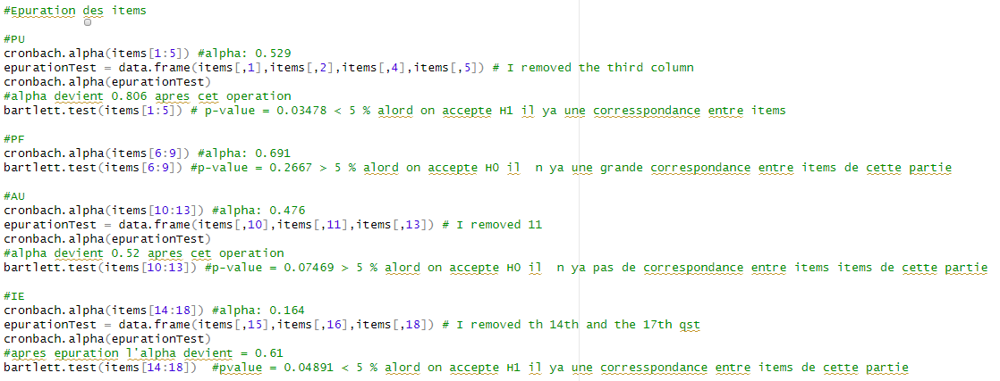 #Epuration des items
#PU
cronbach.alpha(items[1:5]) #alpha: 0.529
epurationTest = data.frame(items[,1],items[,2],items[,4],items[,5]) # I removed the third column
cronbach.alpha(epurationTest)
#alpha devient 0.806 apres cet operation
bartlett.test(items[1:5]) # p-value = 0.03478 < 5 % alord on accepte H1 il ya une corresspondance entre items
#PF
cronbach.alpha(items[6:9]) #alpha: 0.691
bartlett.test(items[6:9]) #p-value = 0.2667 > 5 % alord on accepte H0 il  n ya une grande correspondance entre items de cette partie
#AU
cronbach.alpha(items[10:13]) #alpha: 0.476
epurationTest = data.frame(items[,10],items[,11],items[,13]) # I removed 11
cronbach.alpha(epurationTest)
#alpha devient 0.52 apres cet operation
bartlett.test(items[10:13]) #p-value = 0.07469 > 5 % alord on accepte H0 il  n ya pas de correspondance entre items items de cette partie
#IE
cronbach.alpha(items[14:18]) #alpha: 0.164
epurationTest = data.frame(items[,15],items[,16],items[,18]) # I removed th 14th and the 17th qst
cronbach.alpha(epurationTest)
#apres epuration l'alpha devient = 0.61
bartlett.test(items[14:18])  #pvalue = 0.04891 < 5 % alord on accepte H1 il ya une corresspondance entre items de cette partie